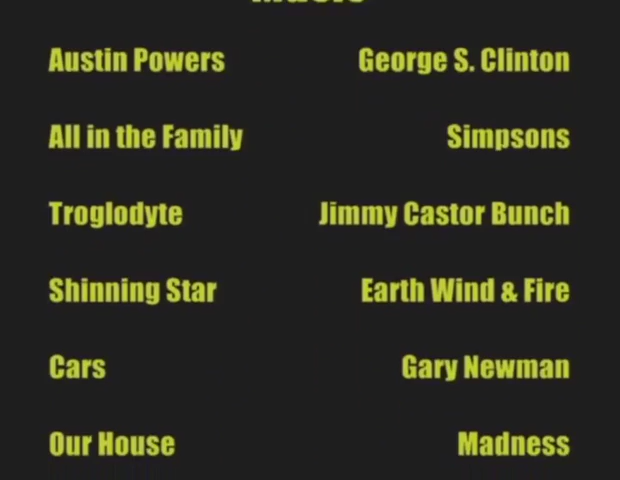 Austin Powers George S. Clinton
All in the Family Simpsons
Troglodyte Jimmy Castor Bunch
Shinning Star Earth Wind & Fire
Cars Gary Newman
Our House Madness